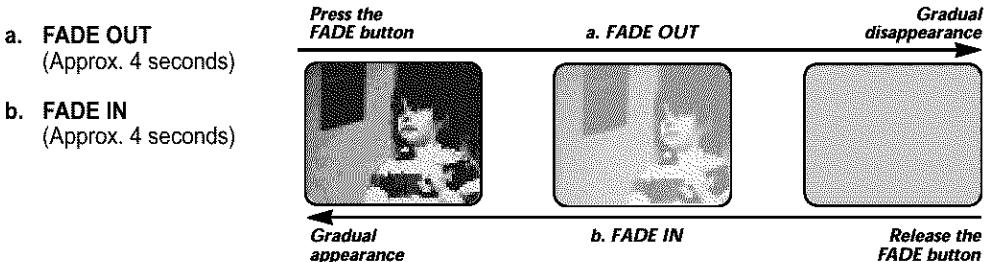 a. FADE OUT
(Approx. 4 seconds)
b. FADE IN
(Approx. 4 seconds)
Press the
FADE button
a. FADE OUT
Gradual
disappearance
Gradual
appearance
b. FADE IN
Release the
FADE button